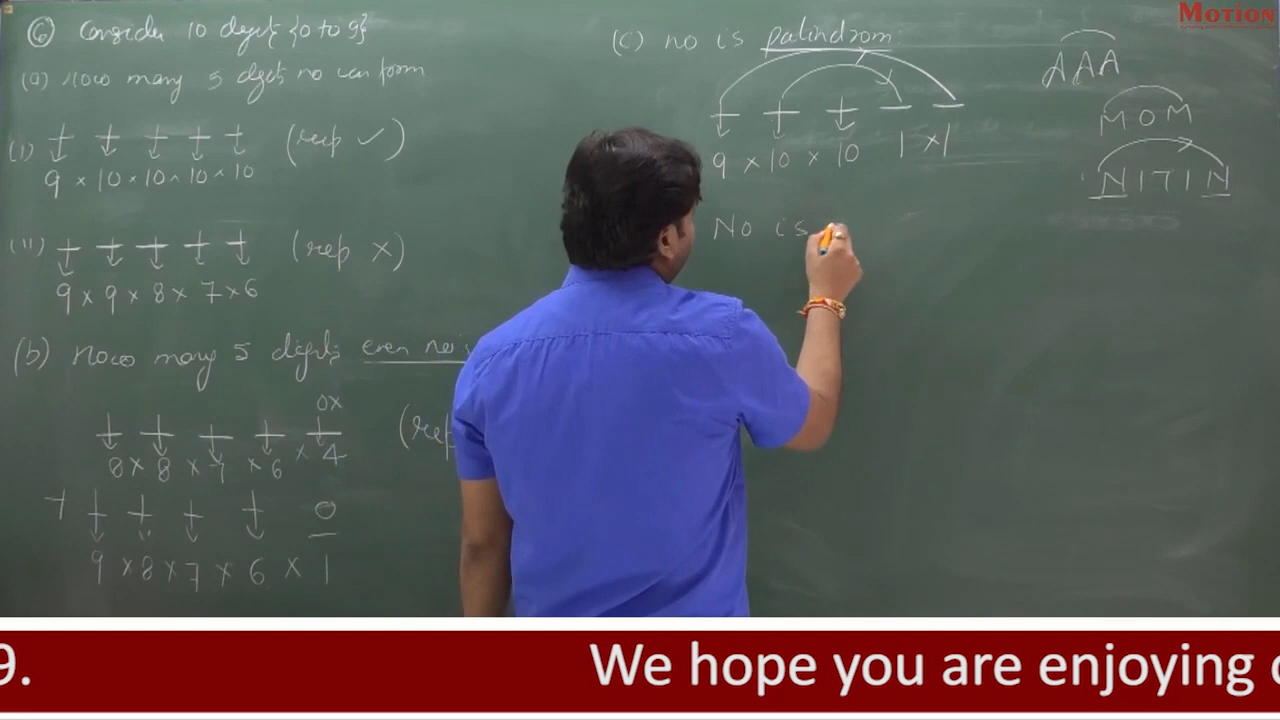 6 Consider 10 digit {0 to 9}
(a) How many 5 digits no can form
(i) (rep ✓)
9 × 10 × 10 × 10 × 10
(ii) (rep ×)
9 × 9 × 8 × 7 × 6
(b) How many 5 digits even no's
0x
8 × 8 × 7 × 6 × 4
(rep
+ 0
9 × 8 × 7 × 6 × 1
(c) no is palindrom
9 × 10 × 10 1 × 1
No is
AAA
MOM
NITIN
MOTION
9. We hope you are enjoying